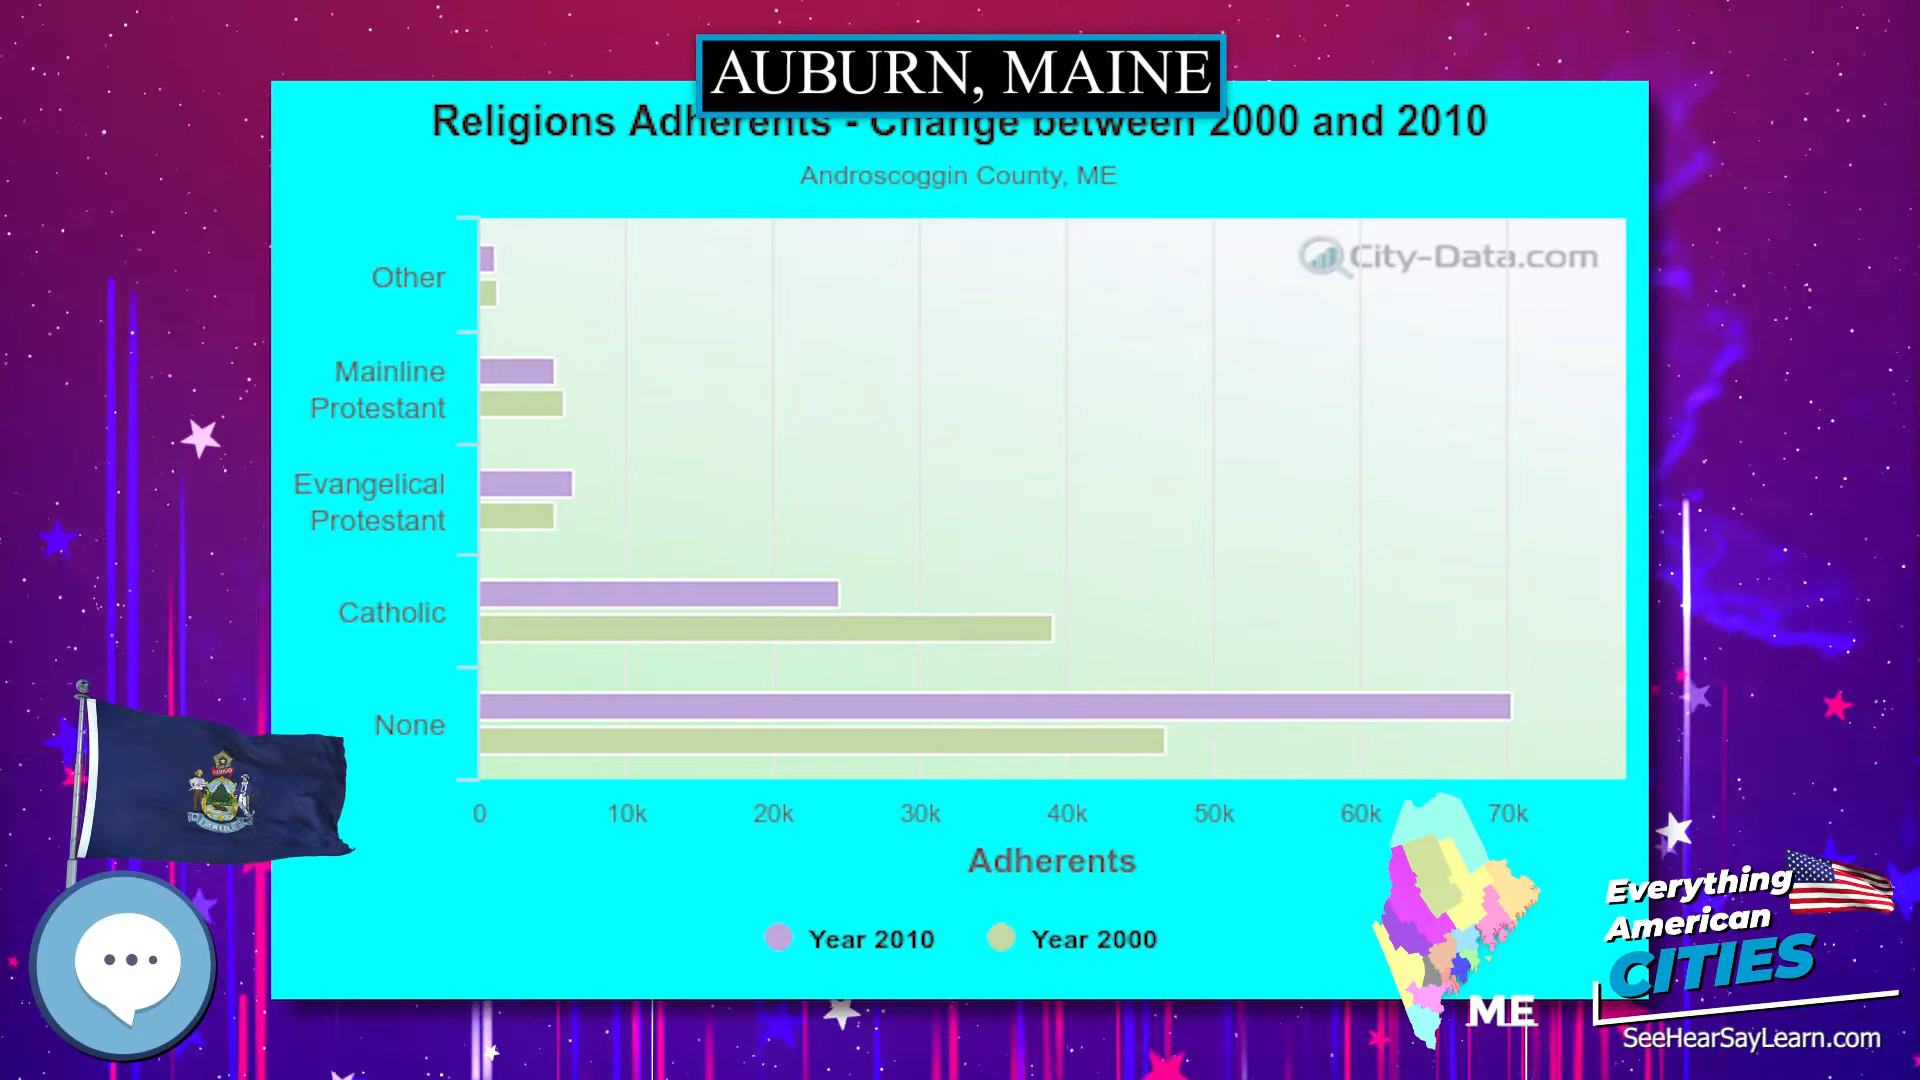 AUBURN, MAINE
Religions Adherents - Change between 2000 and 2010
Androscoggin County, ME
City-Data.com
Other
Mainline
Protestant
Evangelical
Protestant
Catholic
None
0 10k 20k 30k 40k 50k 60k 70k
Adherents
Year 2010 Year 2000
DIRIGO
MAINE
ME
Everything
American
CITIES
SeeHearSayLearn.com